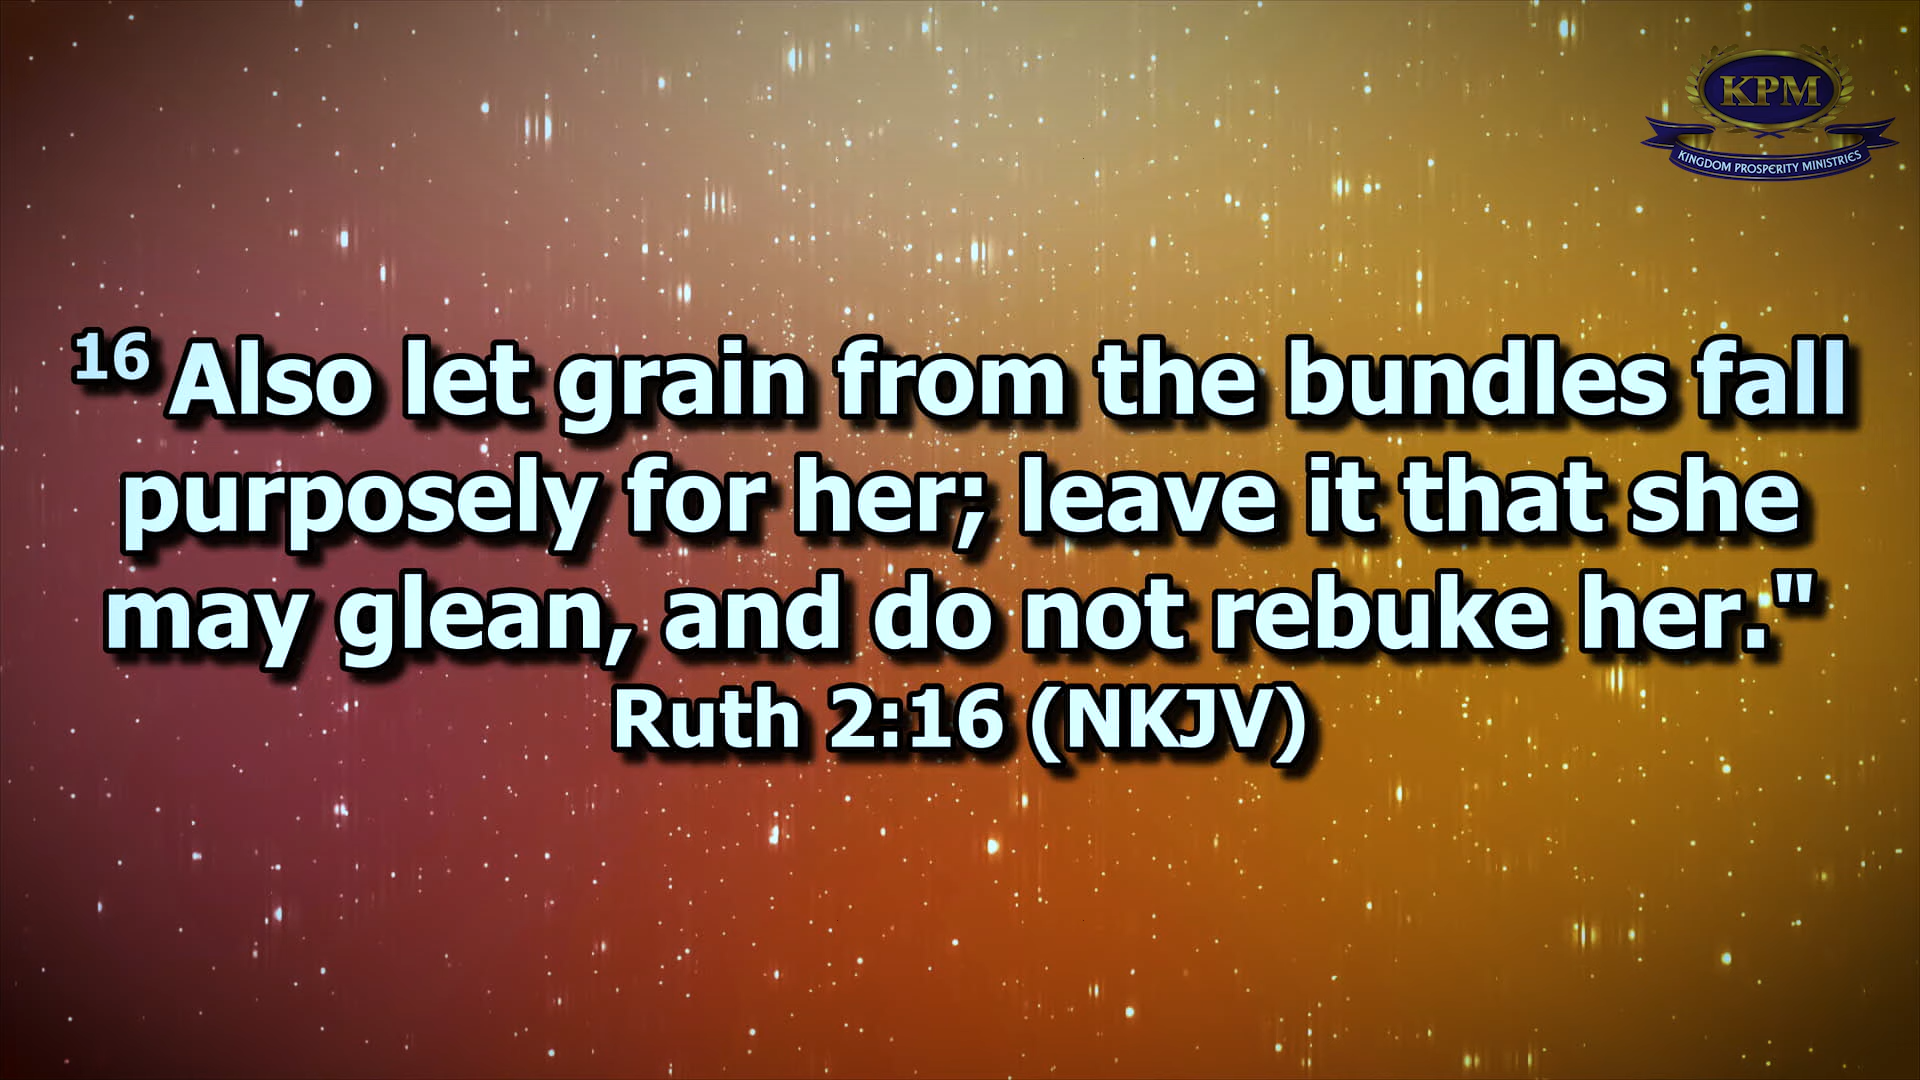 KPM
KINGDOM PROSPERITY MINISTRIES
16 Also let grain from the bundles fall
purposely for her; leave it that she
may glean, and do not rebuke her."
Ruth 2:16 (NKJV)